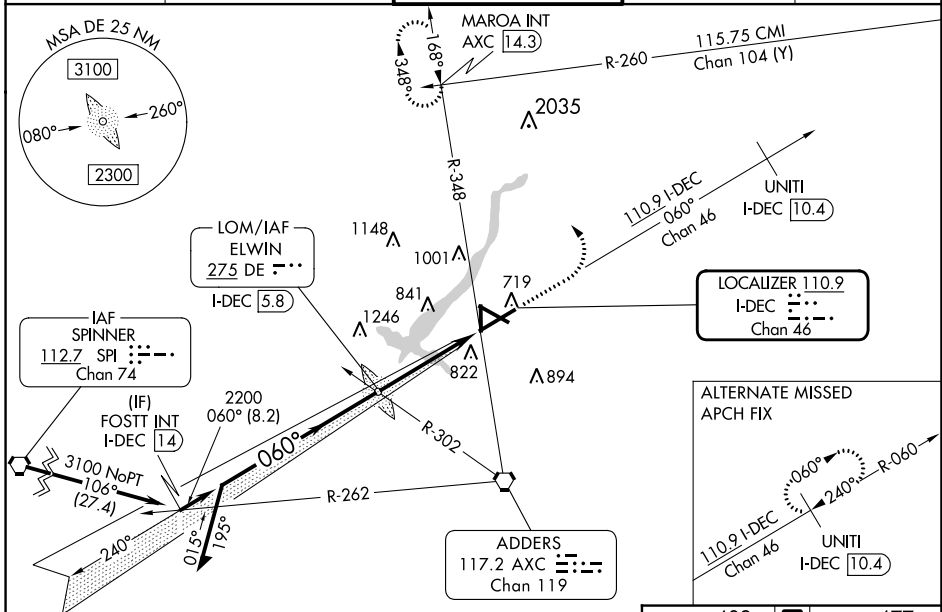 MSA DE 25 NM
3100
260°
080°
2300
MAROA INT
AXC 14.3
168°
348°
115.75 CMI
Chan 104 (Y)
R-260
2035
R-348
UNITI
I-DEC 10.4
110.9 I-DEC
060°
Chan 46
LOM/IAF
ELWIN
275 DE
I-DEC 5.8
1148
1001
841
719
1246
822
894
LOCALIZER 110.9
I-DEC
Chan 46
IAF
SPINNER
112.7 SPI
Chan 74
(IF)
FOSTT INT
I-DEC 14
2200
060° (8.2)
060°
R-302
3100 NoPT
106°
(27.4)
R-262
240°
015°
195°
ADDERS
117.2 AXC
Chan 119
ALTERNATE MISSED
APCH FIX
060°
R-060
240°
110.9 I-DEC
Chan 46
UNITI
I-DEC 10.4